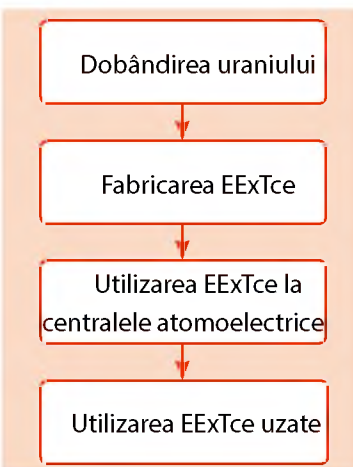 Dobândirea uraniului
Fabricarea EExTce
Utilizarea EExTce la
centralele atomoelectrice
Utilizarea EExTce uzate